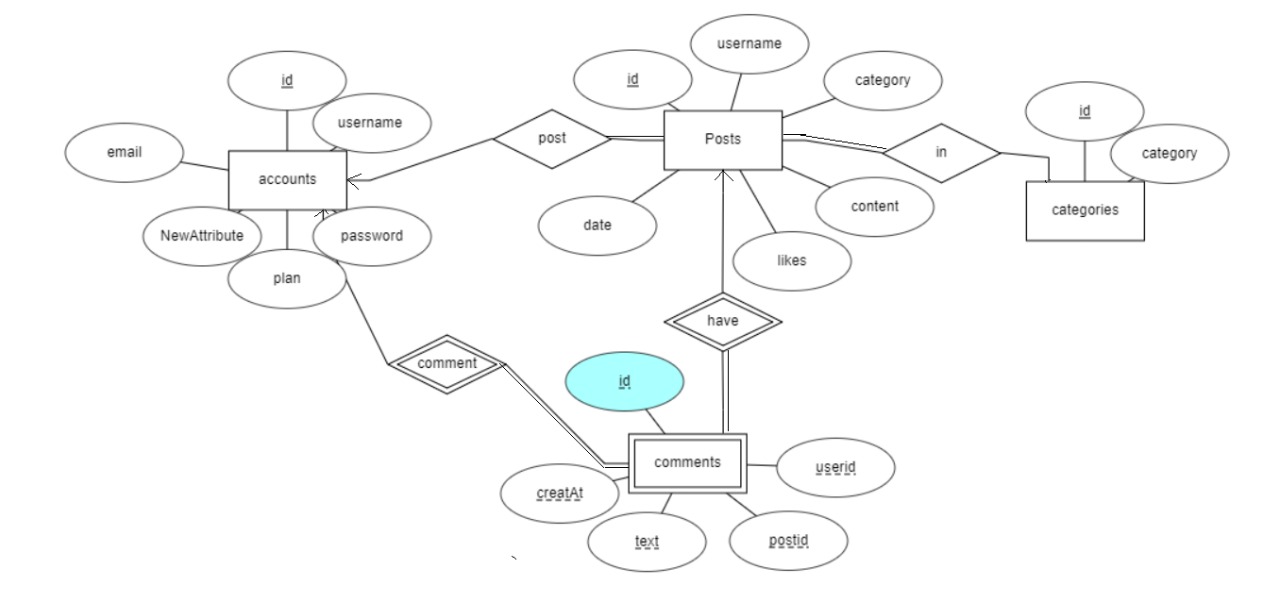 username
id
category
id
username
id
category
email
post
Posts
in
accounts
categories
NewAttribute
password
plan
date
content
likes
have
comment
id
comments
userid
creatAt
text
postid